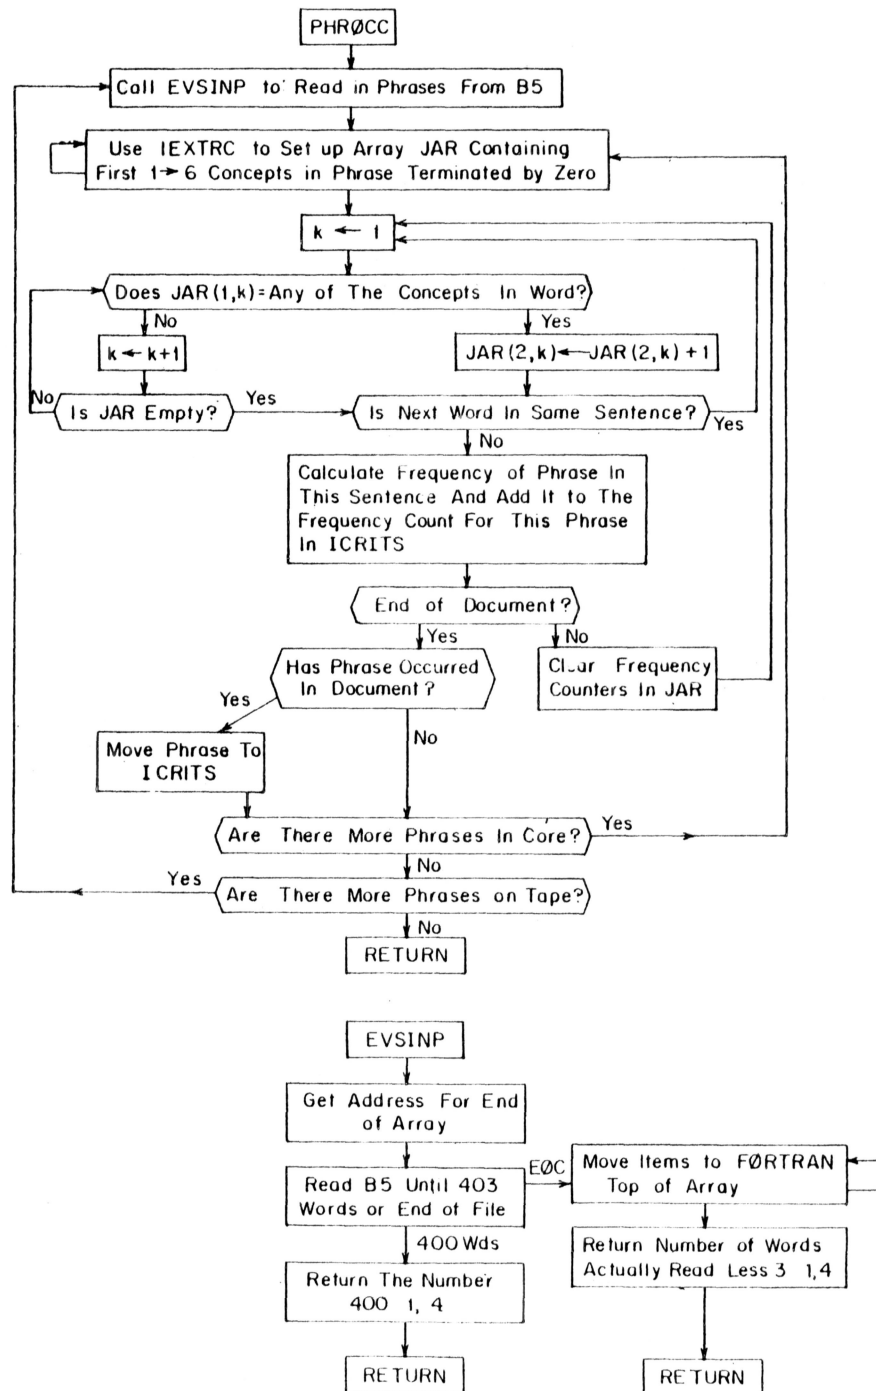 PHRØCC
Call EVSINP to Read in Phrases From B5
Use IEXTRC to Set up Array JAR Containing
First 1→6 Concepts in Phrase Terminated by Zero
k ← 1
Does JAR(1,k)=Any of The Concepts In Word?
No
Yes
k←k+1
JAR(2,k)←JAR(2,k)+1
No
Is JAR Empty?
Yes
Is Next Word In Same Sentence?
Yes
No
Calculate Frequency of Phrase In
This Sentence And Add It to The
Frequency Count For This Phrase
In ICRITS
End of Document?
Yes
No
Has Phrase Occurred
In Document?
Clear Frequency
Counters In JAR
Yes
No
Move Phrase To
ICRITS
Are There More Phrases In Core?
Yes
No
Yes
Are There More Phrases on Tape?
No
RETURN
EVSINP
Get Address For End
of Array
Read B5 Until 403
Words or End of File
EØC
Move Items to FØRTRAN
Top of Array
400 Wds
Return The Number
400 1, 4
Return Number of Words
Actually Read Less 3 1,4
RETURN
RETURN